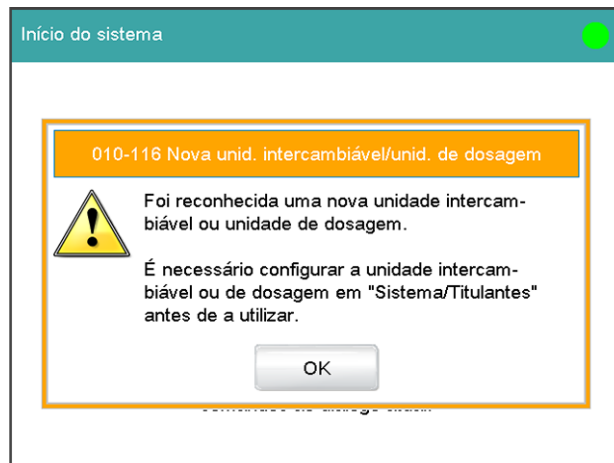 Início do sistema
010-116 Nova unid. intercambiável/unid. de dosagem
Foi reconhecida uma nova unidade intercam-
biável ou unidade de dosagem.
É necessário configurar a unidade intercam-
biável ou de dosagem em "Sistema/Titulantes"
antes de a utilizar.
OK